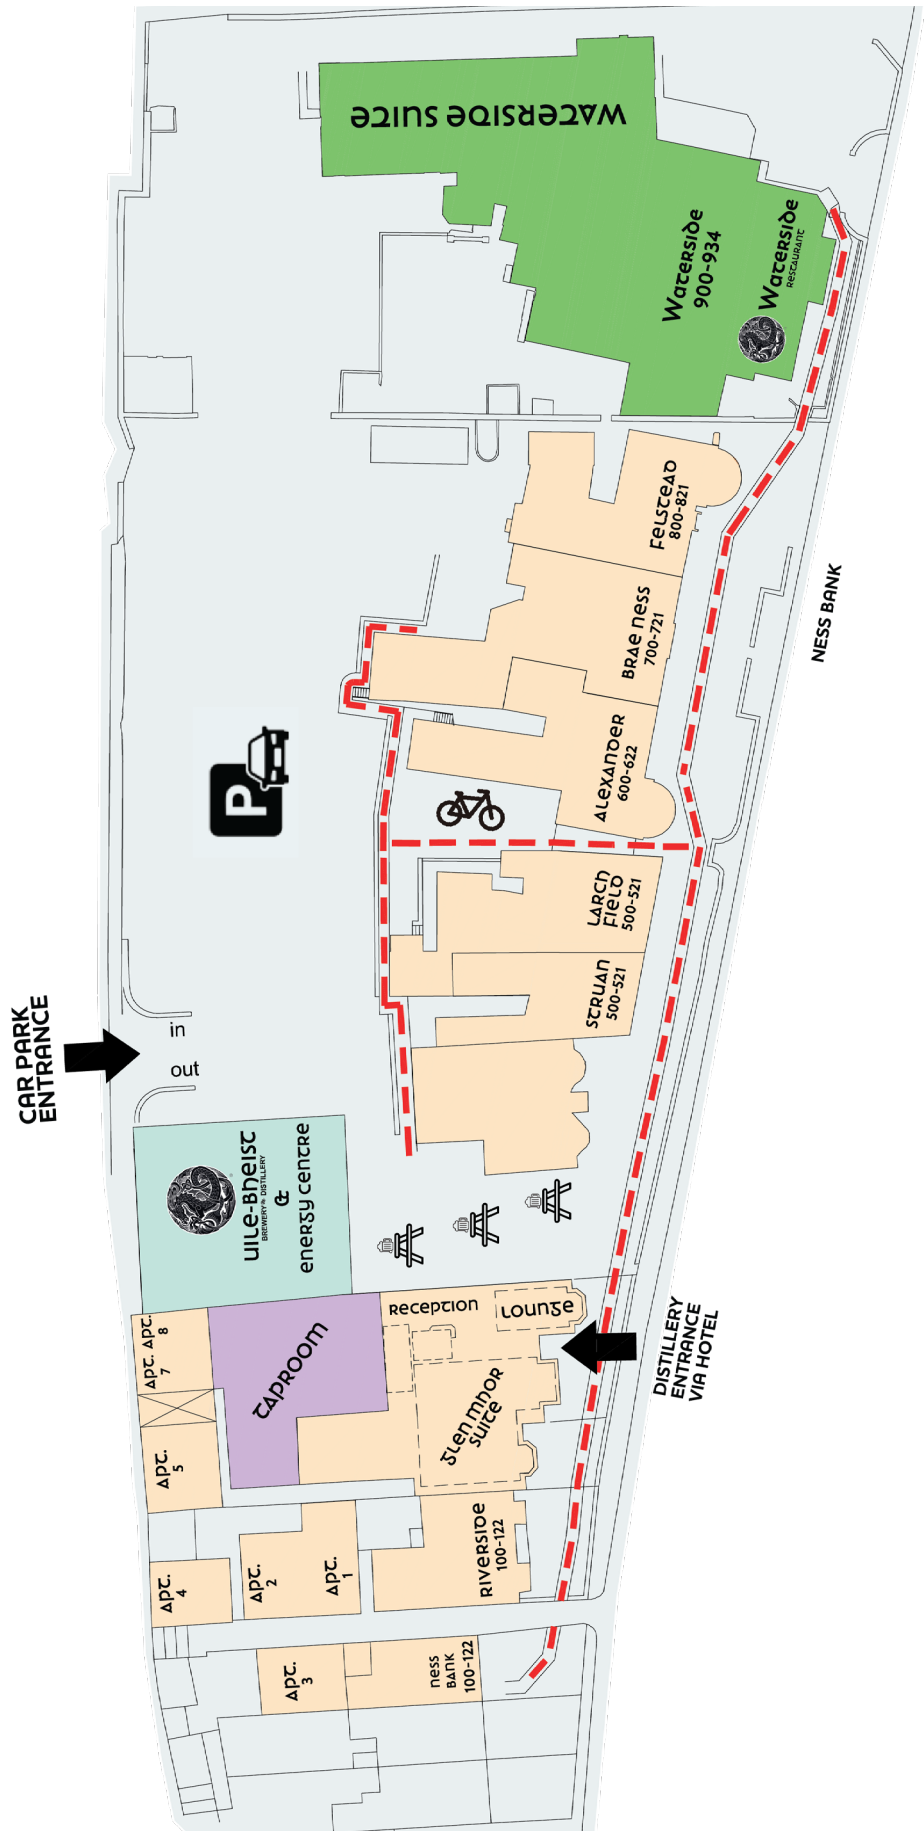 WATERSIDE SUITE
WATERSIDE
900-934
WATERSIDE
RESTAURANT
FELSTEAD
800-821
BRAE NESS
700-721
NESS BANK
ALEXANDER
600-622
P
LARCH
FIELD
500-521
STRUAN
500-521
CAR PARK
ENTRANCE
in
out
UILE-BHEIST
BREWERY & DISTILLERY
&
ENERGY CENTRE
RECEPTION
LOUNGE
DISTILLERY
ENTRANCE
VIA HOTEL
TAPROOM
GLEN MHOR
SUITE
APT.
7
APT.
8
APT.
5
RIVERSIDE
100-122
APT.
4
APT.
2
APT.
1
APT.
3
NESS
BANK
100-122